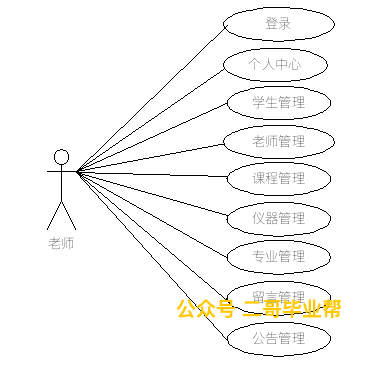 登录
个人中心
学生管理
老师管理
课程管理
仪器管理
专业管理
留言管理
公众号 二哥毕业帮
公告管理
老师